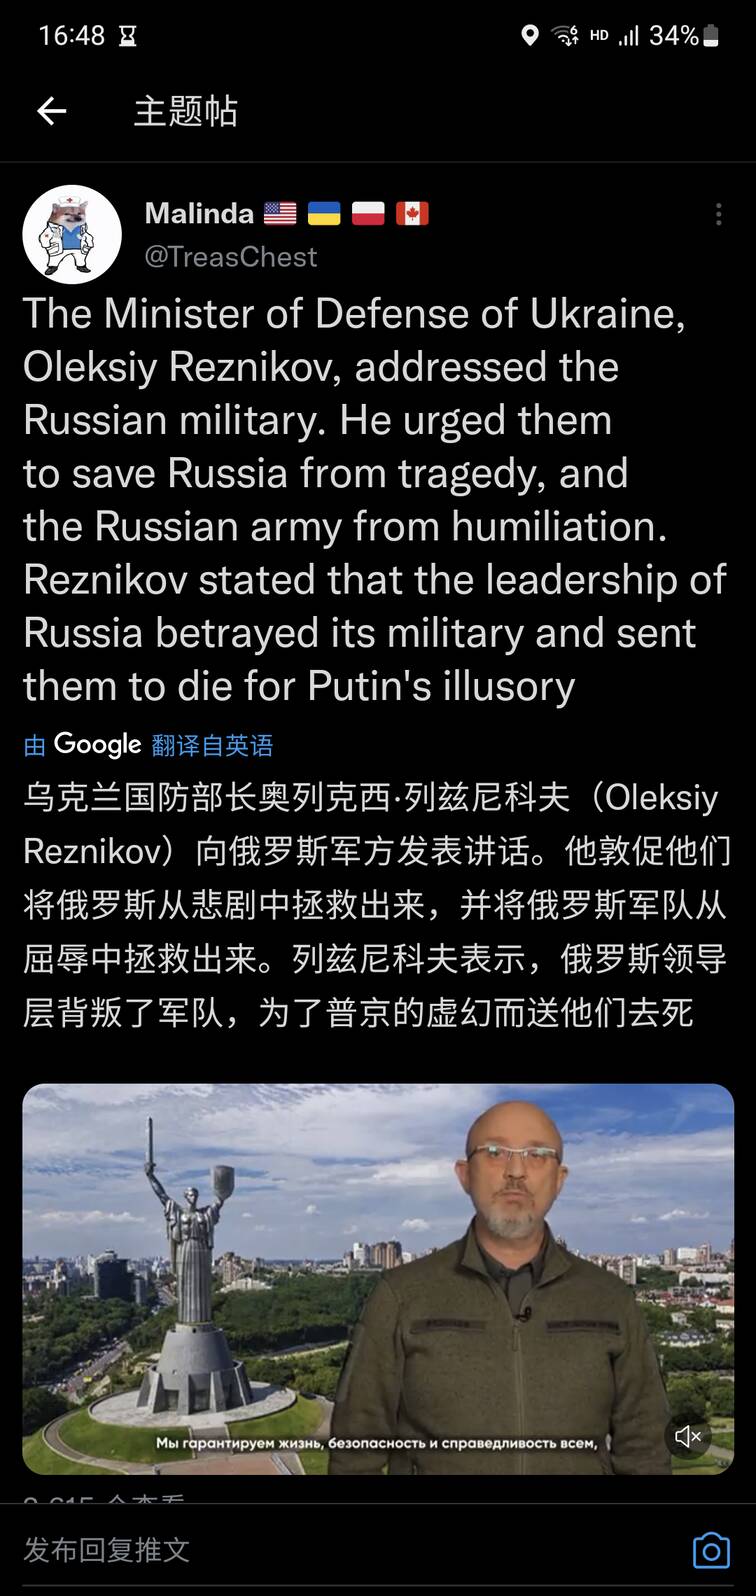 16:48
6
HD
34%
主题帖
Malinda
@TreasChest
The Minister of Defense of Ukraine,
Oleksiy Reznikov, addressed the
Russian military. He urged them
to save Russia from tragedy, and
the Russian army from humiliation.
Reznikov stated that the leadership of
Russia betrayed its military and sent
them to die for Putin's illusory
由 Google 翻译自英语
乌克兰国防部长奥列克西·列兹尼科夫（Oleksiy
Reznikov）向俄罗斯军方发表讲话。他敦促他们
将俄罗斯从悲剧中拯救出来，并将俄罗斯军队从
屈辱中拯救出来。列兹尼科夫表示，俄罗斯领导
层背叛了军队，为了普京的虚幻而送他们去死
Мы гарантируем жизнь, безопасность и справедливость всем,
发布回复推文